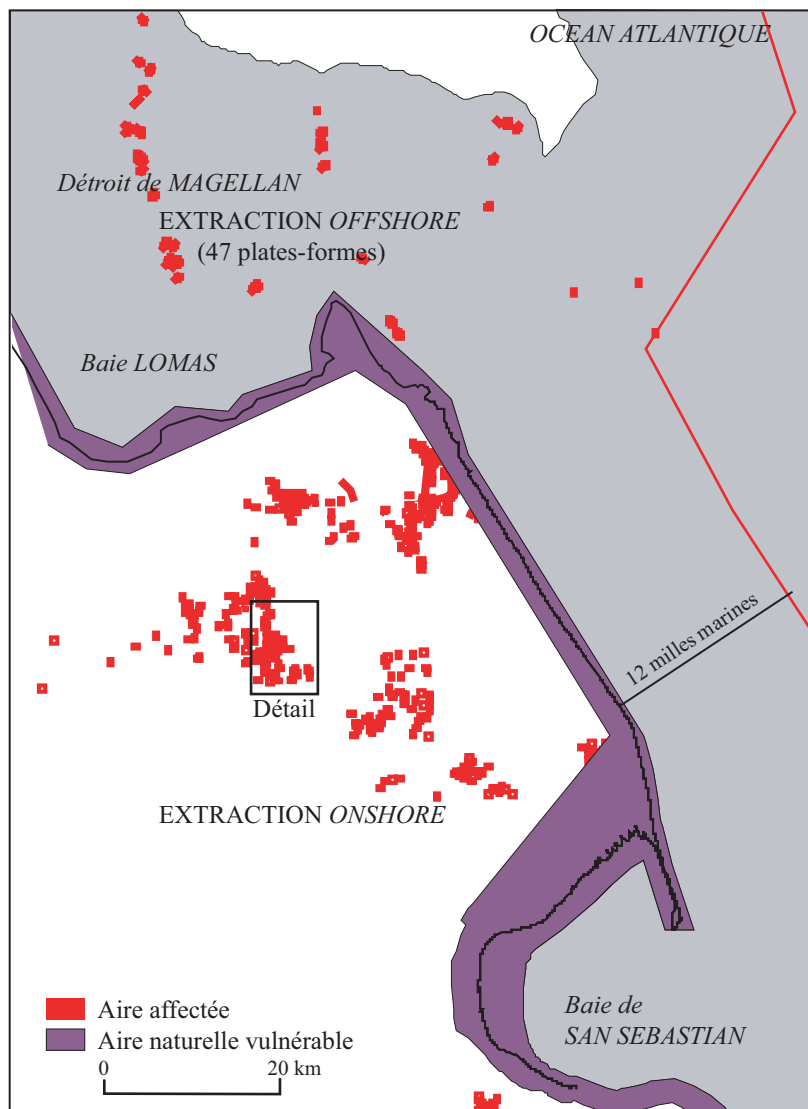 OCEAN ATLANTIQUE
Détroit de MAGELLAN
EXTRACTION OFFSHORE
(47 plates-formes)
Baie LOMAS
12 milles marines
Détail
EXTRACTION ONSHORE
Aire affectée
Aire naturelle vulnérable
0 20 km
Baie de
SAN SEBASTIAN